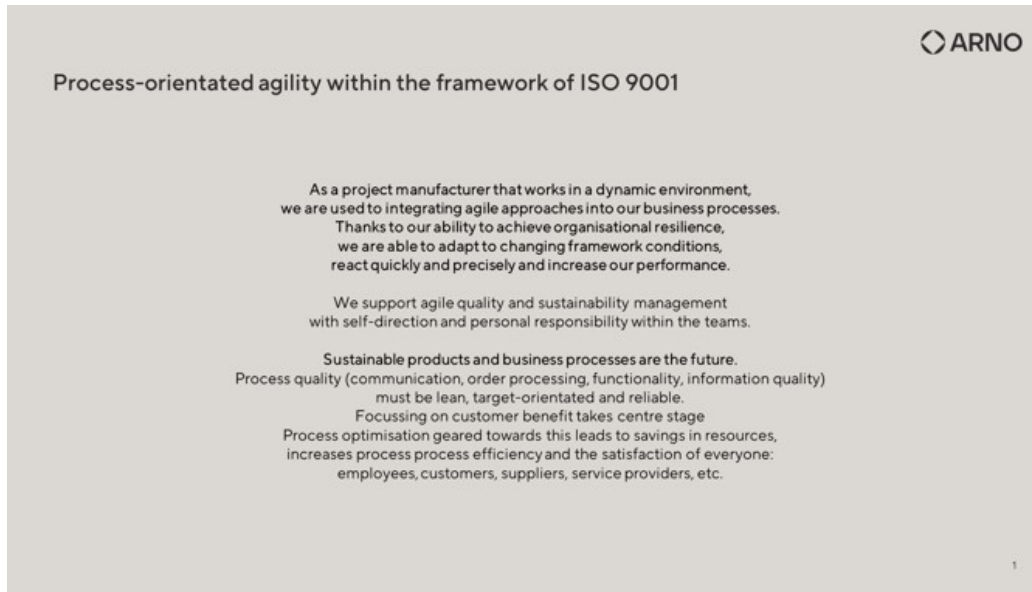 ARNO
Process-orientated agility within the framework of ISO 9001
As a project manufacturer that works in a dynamic environment,
we are used to integrating agile approaches into our business processes.
Thanks to our ability to achieve organisational resilience,
we are able to adapt to changing framework conditions,
react quickly and precisely and increase our performance.
We support agile quality and sustainability management
with self-direction and personal responsibility within the teams.
Sustainable products and business processes are the future.
Process quality (communication, order processing, functionality, information quality)
must be lean, target-orientated and reliable.
Focussing on customer benefit takes centre stage
Process optimisation geared towards this leads to savings in resources,
increases process process efficiency and the satisfaction of everyone:
employees, customers, suppliers, service providers, etc.
1